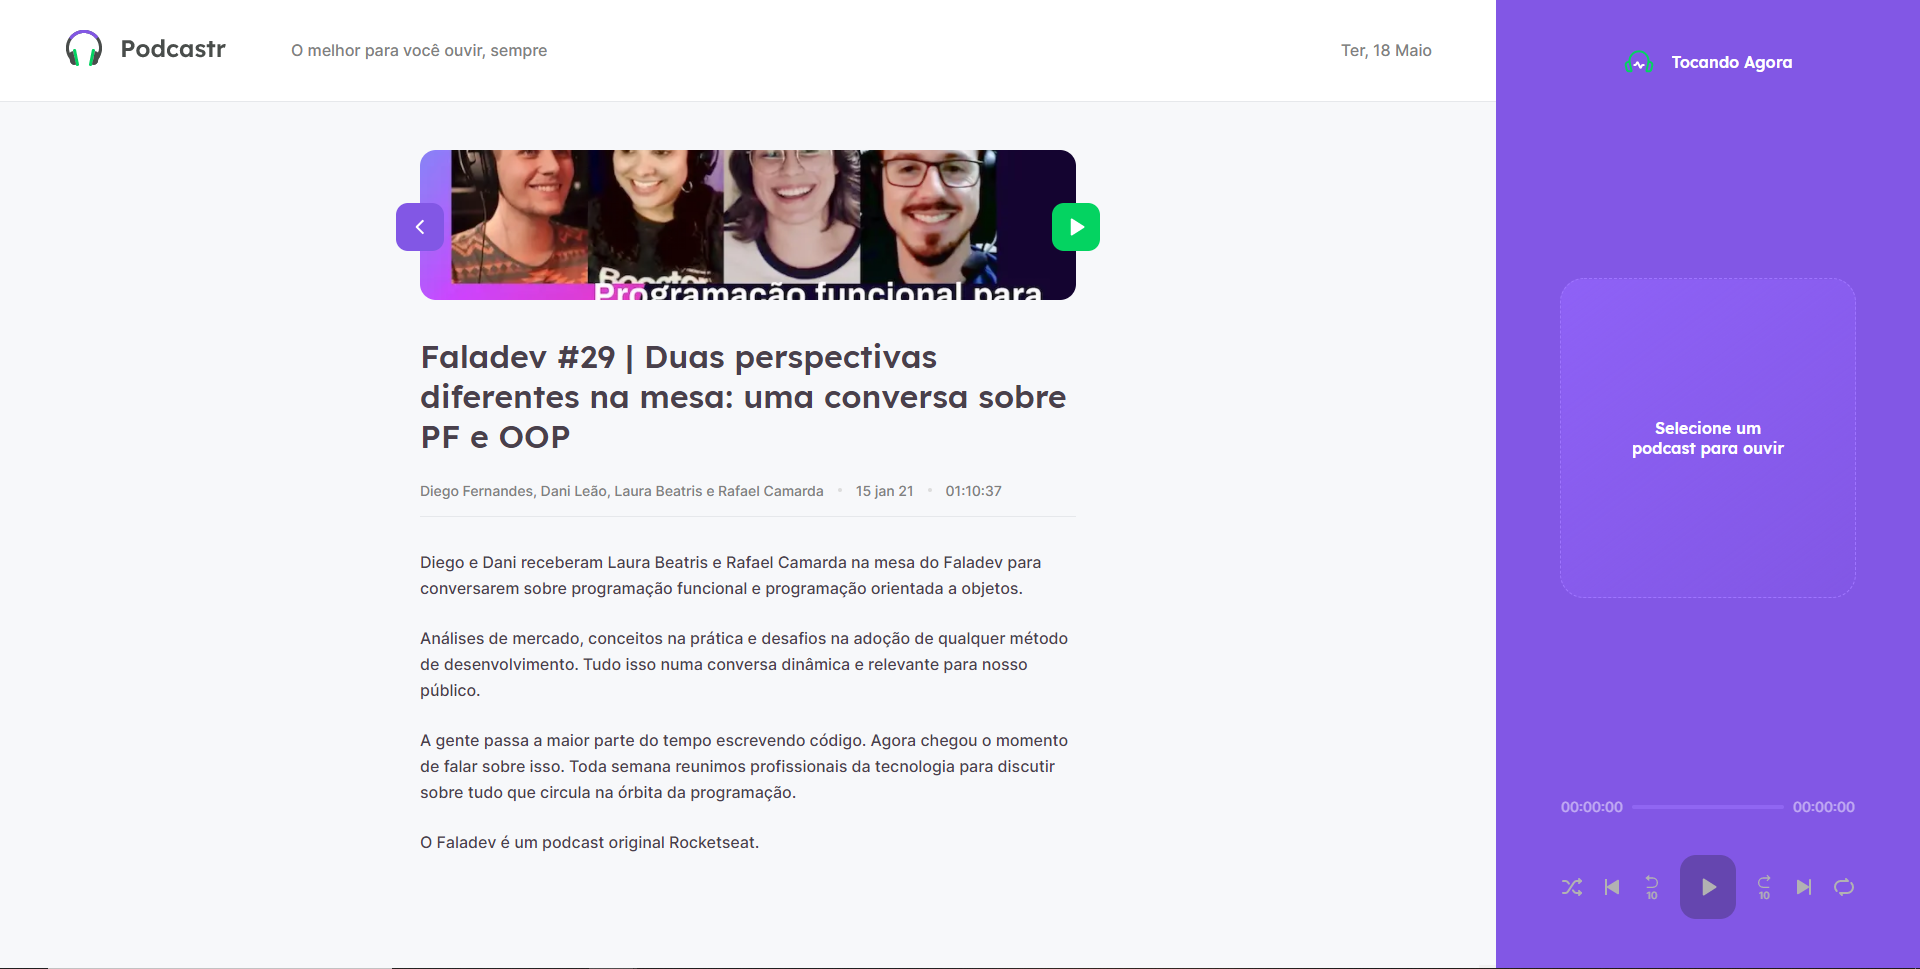 Podcastr
O melhor para você ouvir, sempre
Ter, 18 Maio
Programação funcional para
Faladev #29 | Duas perspectivas
diferentes na mesa: uma conversa sobre
PF e OOP
Diego Fernandes, Dani Leão, Laura Beatris e Rafael Camarda
15 jan 21
01:10:37
Diego e Dani receberam Laura Beatris e Rafael Camarda na mesa do Faladev para
conversarem sobre programação funcional e programação orientada a objetos.
Análises de mercado, conceitos na prática e desafios na adoção de qualquer método
de desenvolvimento. Tudo isso numa conversa dinâmica e relevante para nosso
público.
A gente passa a maior parte do tempo escrevendo código. Agora chegou o momento
de falar sobre isso. Toda semana reunimos profissionais da tecnologia para discutir
sobre tudo que circula na órbita da programação.
O Faladev é um podcast original Rocketseat.
Tocando Agora
Selecione um
podcast para ouvir
00:00:00
00:00:00
10
10